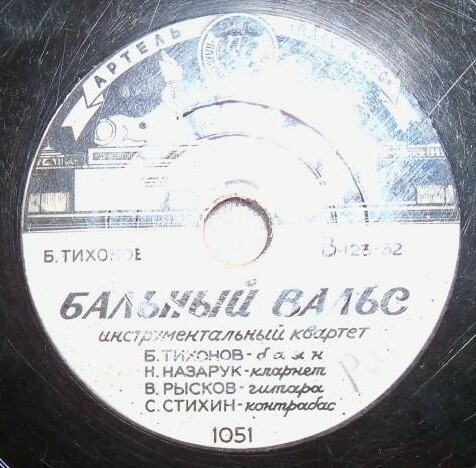 АРТЕЛЬ
Б. ТИХОНОВ
В-123-52
БАЛЬНЫЙ ВАЛЬС
инструментальный квартет
Б. ТИХОНОВ - баян
Н. НАЗАРУК - кларнет
В. РЫСКОВ - гитара
С. СТИХИН - контрабас
1051